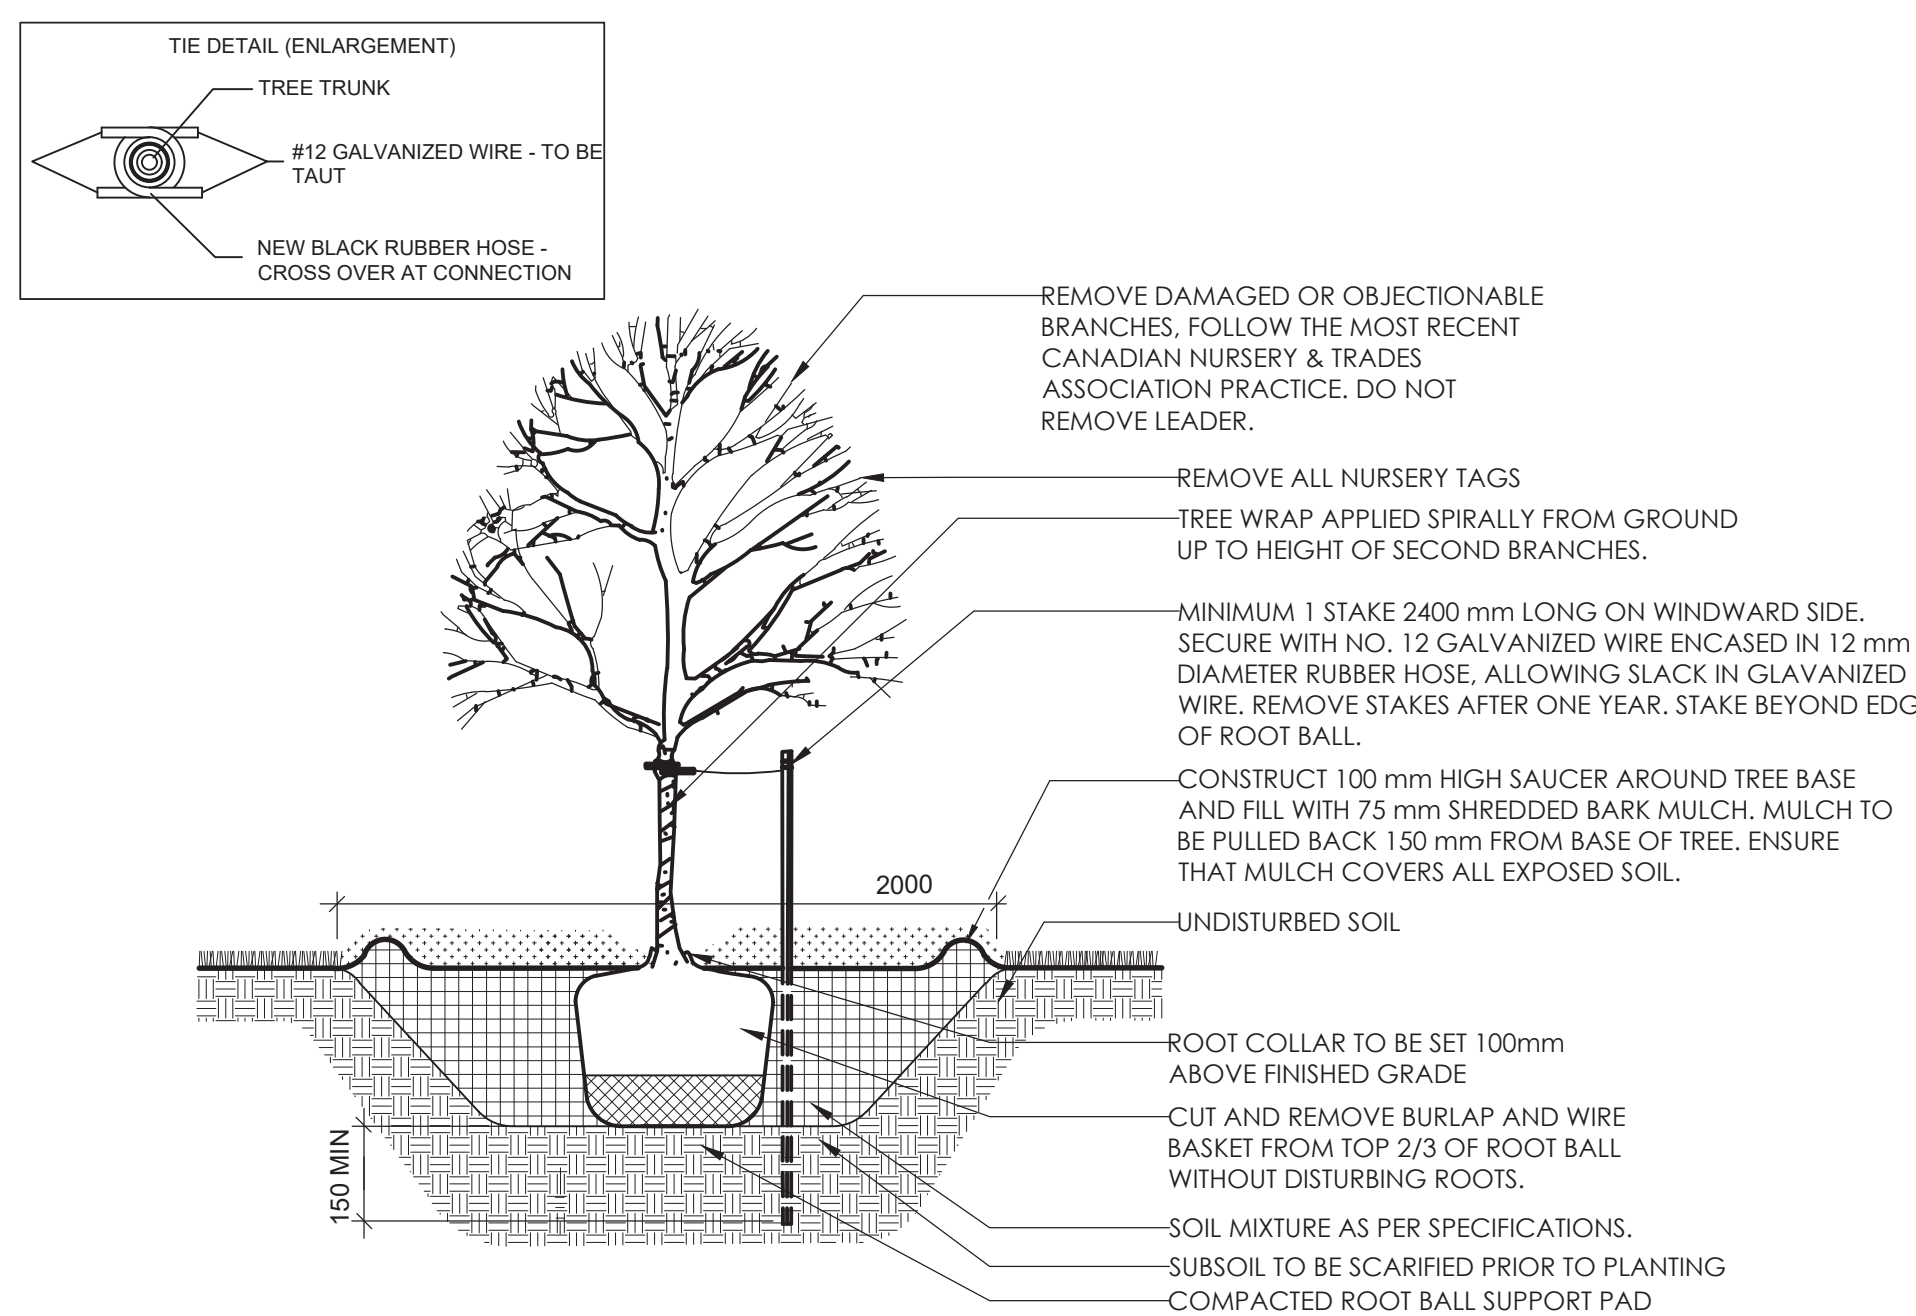 TIE DETAIL (ENLARGEMENT)
TREE TRUNK
#12 GALVANIZED WIRE - TO BE
TAUT
NEW BLACK RUBBER HOSE -
CROSS OVER AT CONNECTION
REMOVE DAMAGED OR OBJECTIONABLE
BRANCHES, FOLLOW THE MOST RECENT
CANADIAN NURSERY & TRADES
ASSOCIATION PRACTICE. DO NOT
REMOVE LEADER.
REMOVE ALL NURSERY TAGS
TREE WRAP APPLIED SPIRALLY FROM GROUND
UP TO HEIGHT OF SECOND BRANCHES.
MINIMUM 1 STAKE 2400 mm LONG ON WINDWARD SIDE.
SECURE WITH NO. 12 GALVANIZED WIRE ENCASED IN 12 mm
DIAMETER RUBBER HOSE, ALLOWING SLACK IN GLAVANIZED
WIRE. REMOVE STAKES AFTER ONE YEAR. STAKE BEYOND EDG
OF ROOT BALL.
CONSTRUCT 100 mm HIGH SAUCER AROUND TREE BASE
AND FILL WITH 75 mm SHREDDED BARK MULCH. MULCH TO
BE PULLED BACK 150 mm FROM BASE OF TREE. ENSURE
THAT MULCH COVERS ALL EXPOSED SOIL.
2000
UNDISTURBED SOIL
ROOT COLLAR TO BE SET 100mm
ABOVE FINISHED GRADE
CUT AND REMOVE BURLAP AND WIRE
BASKET FROM TOP 2/3 OF ROOT BALL
WITHOUT DISTURBING ROOTS.
150 MIN
SOIL MIXTURE AS PER SPECIFICATIONS.
SUBSOIL TO BE SCARIFIED PRIOR TO PLANTING
COMPACTED ROOT BALL SUPPORT PAD